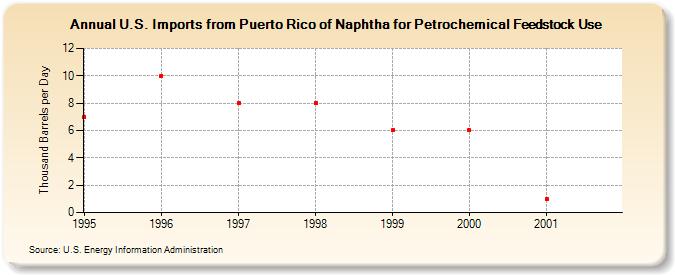 Annual U.S. Imports from Puerto Rico of Naphtha for Petrochemical Feedstock Use
Thousand Barrels per Day
12
10
8
6
4
2
0
1995 1996 1997 1998 1999 2000 2001
Source: U.S. Energy Information Administration